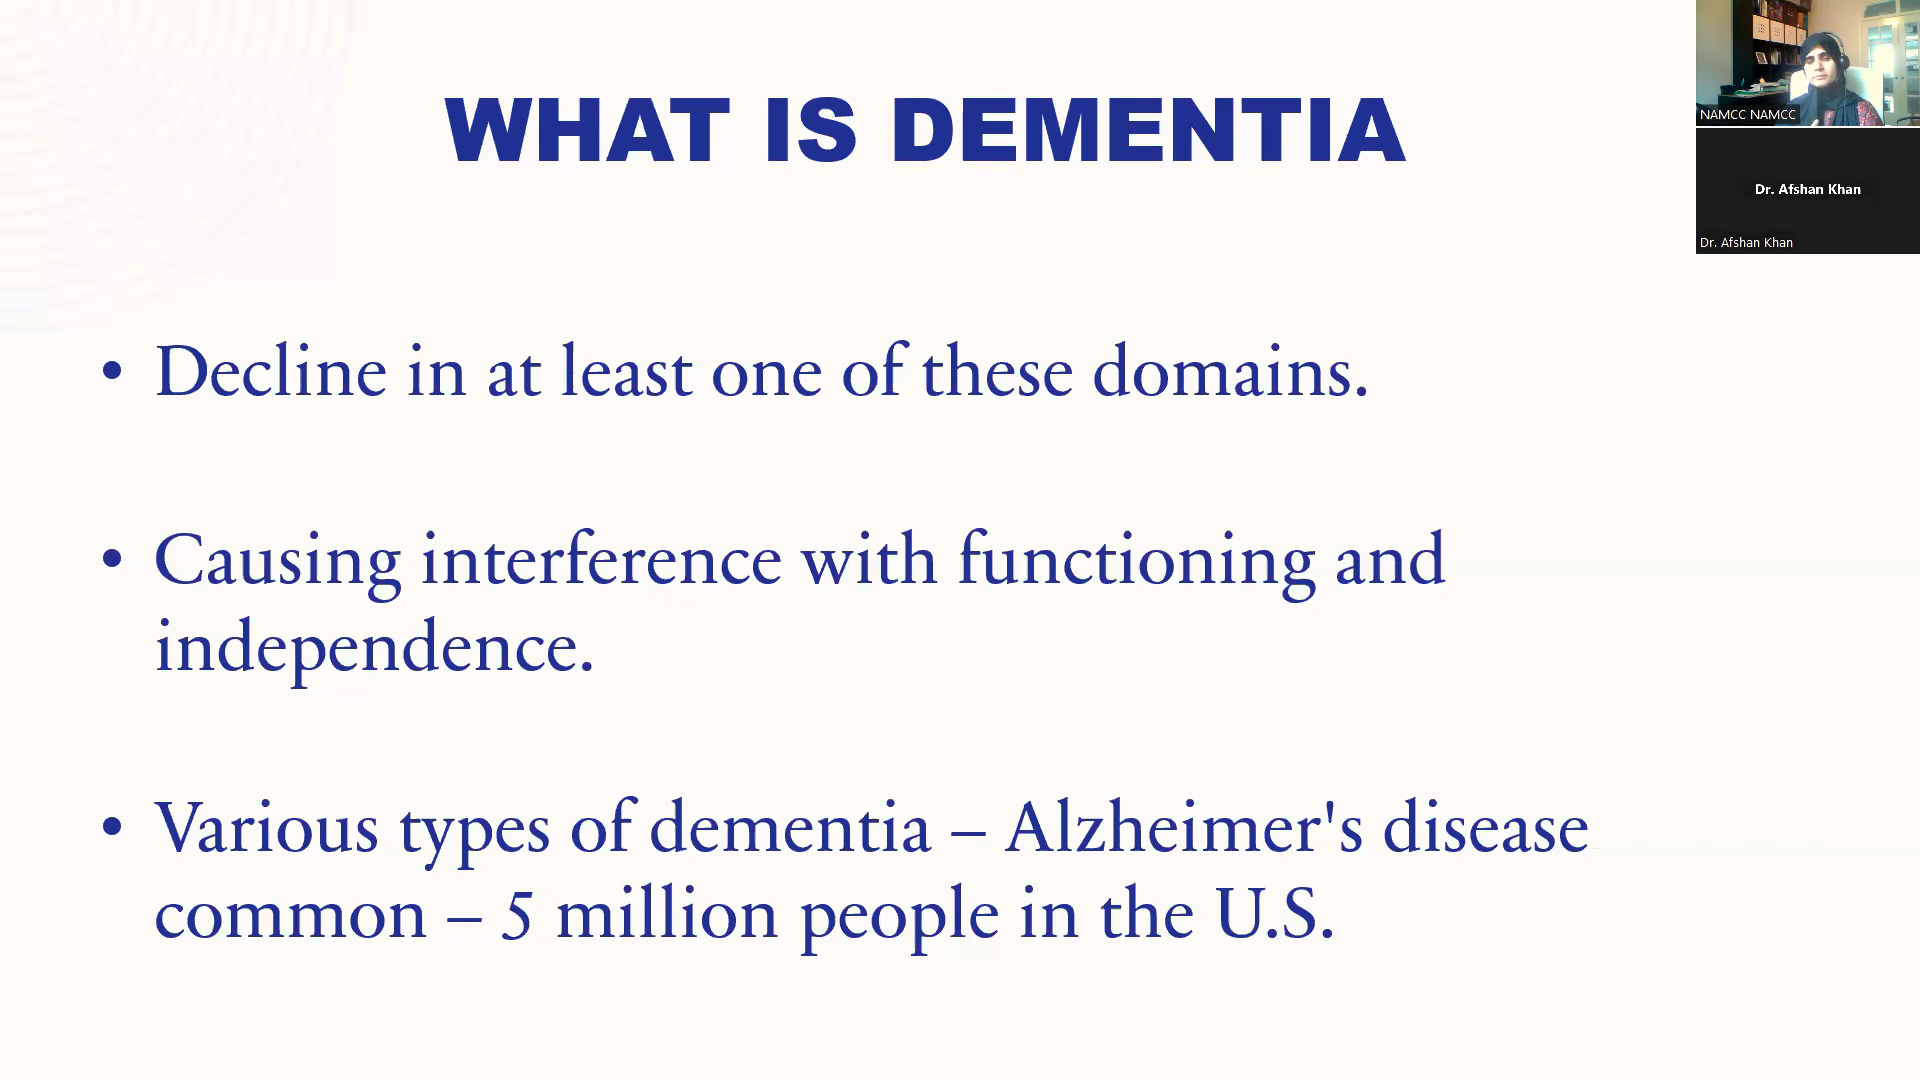 WHAT IS DEMENTIA
• Decline in at least one of these domains.
• Causing interference with functioning and
independence.
• Various types of dementia – Alzheimer's disease
common – 5 million people in the U.S.
NAMCC NAMCC
Dr. Afshan Khan
Dr. Afshan Khan